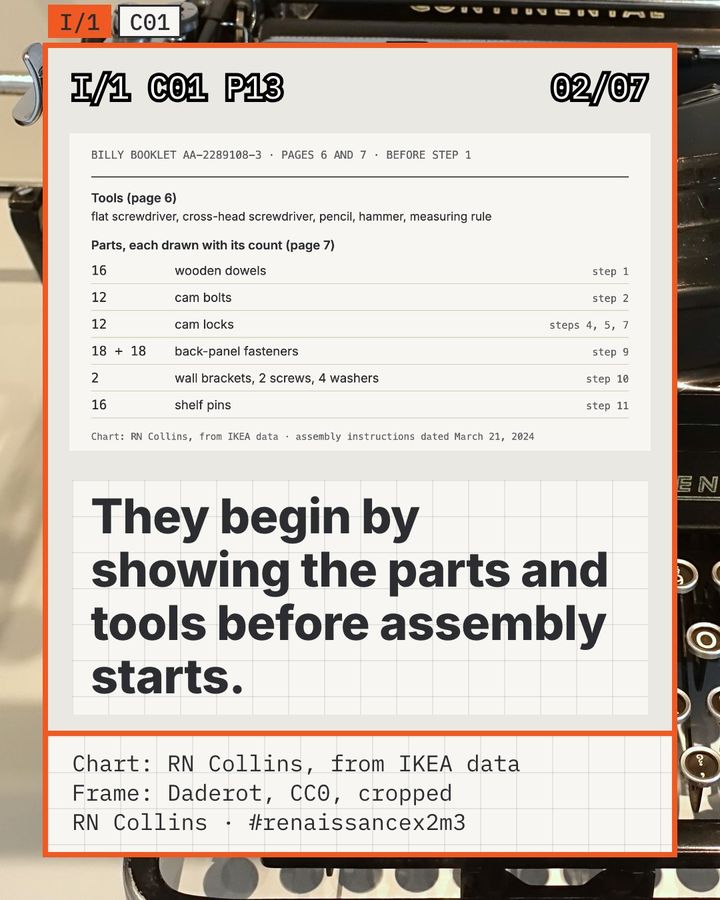 CONTINENTAL
I/1 C01
I/1 C01 P13 02/07
BILLY BOOKLET AA-2289108-3 · PAGES 6 AND 7 · BEFORE STEP 1
Tools (page 6)
flat screwdriver, cross-head screwdriver, pencil, hammer, measuring rule
Parts, each drawn with its count (page 7)
16 wooden dowels step 1
12 cam bolts step 2
12 cam locks steps 4, 5, 7
18 + 18 back-panel fasteners step 9
2 wall brackets, 2 screws, 4 washers step 10
16 shelf pins step 11
Chart: RN Collins, from IKEA data · assembly instructions dated March 21, 2024
They begin by
showing the parts and
tools before assembly
starts.
Chart: RN Collins, from IKEA data
Frame: Daderot, CC0, cropped
RN Collins · #renaissancex2m3